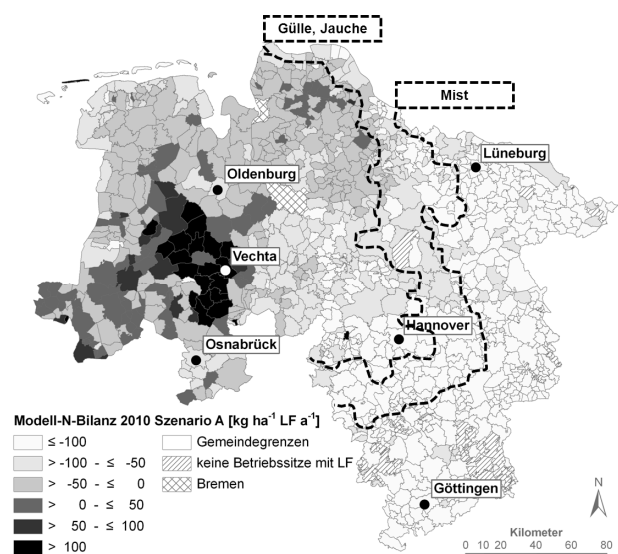 Gülle, Jauche
Mist
Lüneburg
Oldenburg
Vechta
Hannover
Osnabrück
Göttingen
Modell-N-Bilanz 2010 Szenario A [kg ha⁻¹ LF a⁻¹]
≤ -100
> -100 - ≤ -50
> -50 - ≤ 0
> 0 - ≤ 50
> 50 - ≤ 100
> 100
Gemeindegrenzen
keine Betriebssitze mit LF
Bremen
N
Kilometer
0 10 20 40 60 80